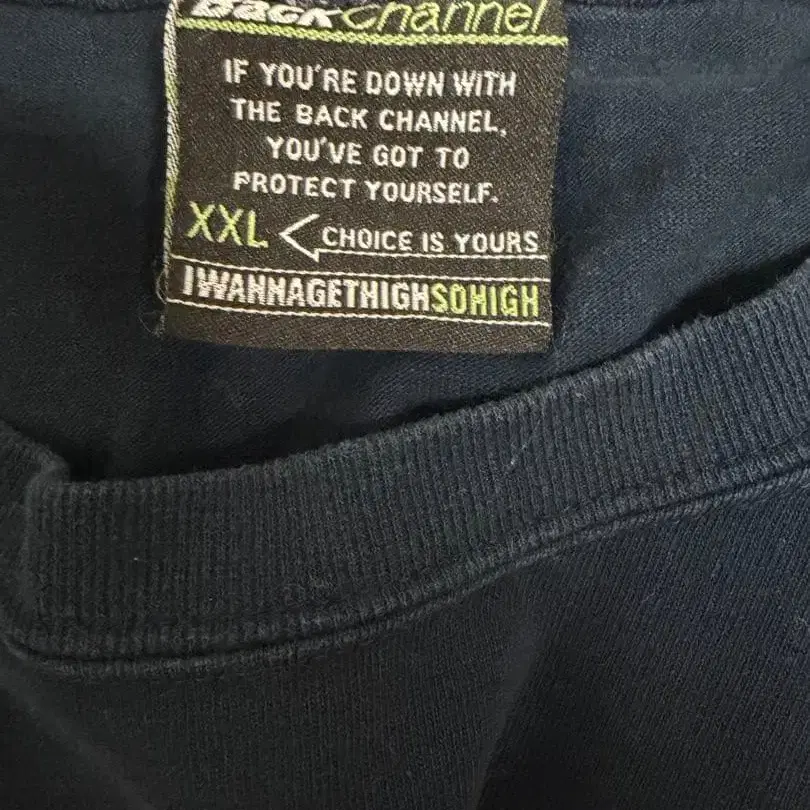 Back Channel
IF YOU'RE DOWN WITH
THE BACK CHANNEL,
YOU'VE GOT TO
PROTECT YOURSELF.
XXL CHOICE IS YOURS
IWANNAGETHIGHSOHIGH